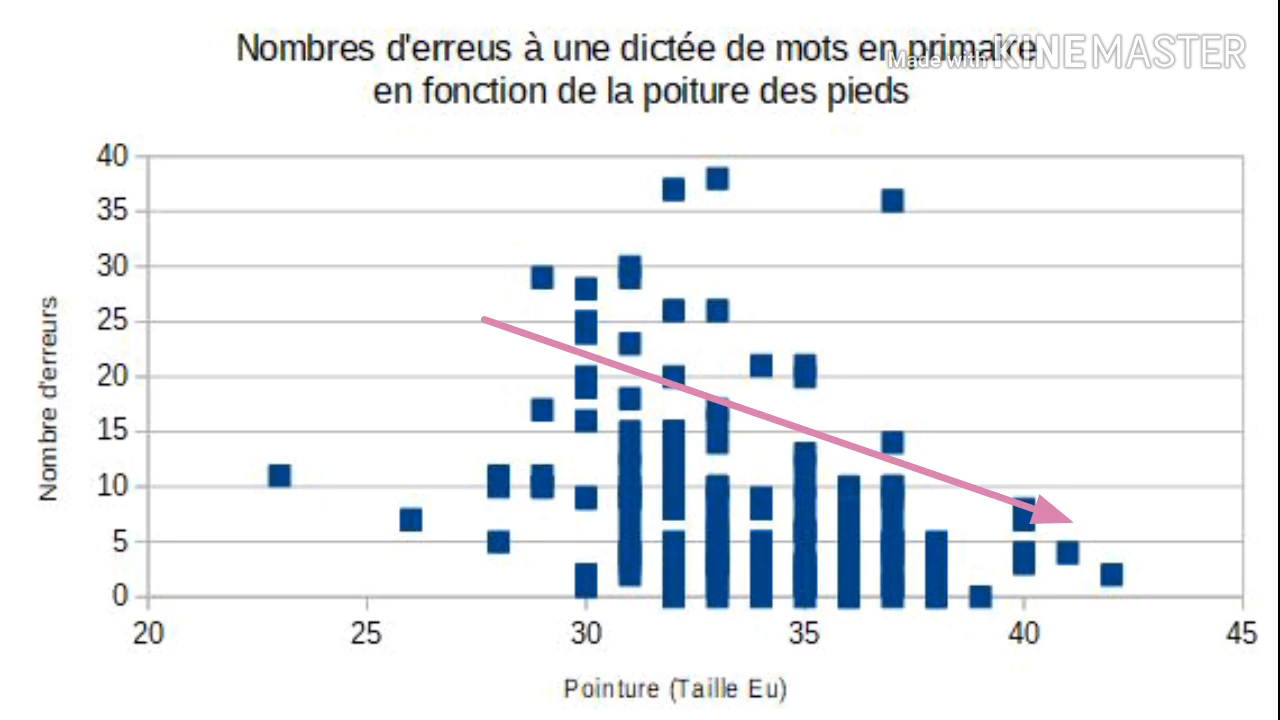 Nombres d'erreus à une dictée de mots en primaire
Made with KINEMASTER
en fonction de la poiture des pieds
40
35
30
25
20
15
10
5
0
Nombre d'erreurs
20 25 30 35 40 45
Pointure (Taille Eu)